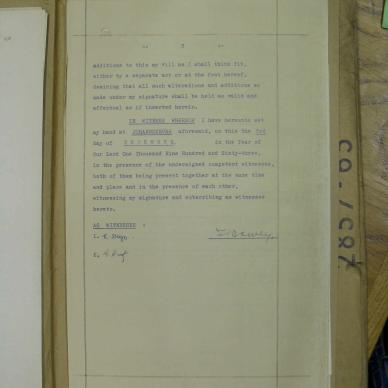 .. 3 ..
additions to this my Will as I shall think fit,
either by a separate act or at the foot hereof,
desiring that all such alterations and additions so
made under my signature shall be held as valid and
effectual as if inserted herein.
IN WITNESS WHEREOF I have hereunto set
my hand at JOHANNESBURG aforesaid, on this the 3rd
day of DECEMBER, in the Year of
Our Lord One Thousand Nine Hundred and Sixty-three,
in the presence of the undersigned competent witnesses,
both of them being present together at the same time
and place and in the presence of each other,
witnessing my signature and subscribing as witnesses
hereto.
AS WITNESSES :
1.
2.